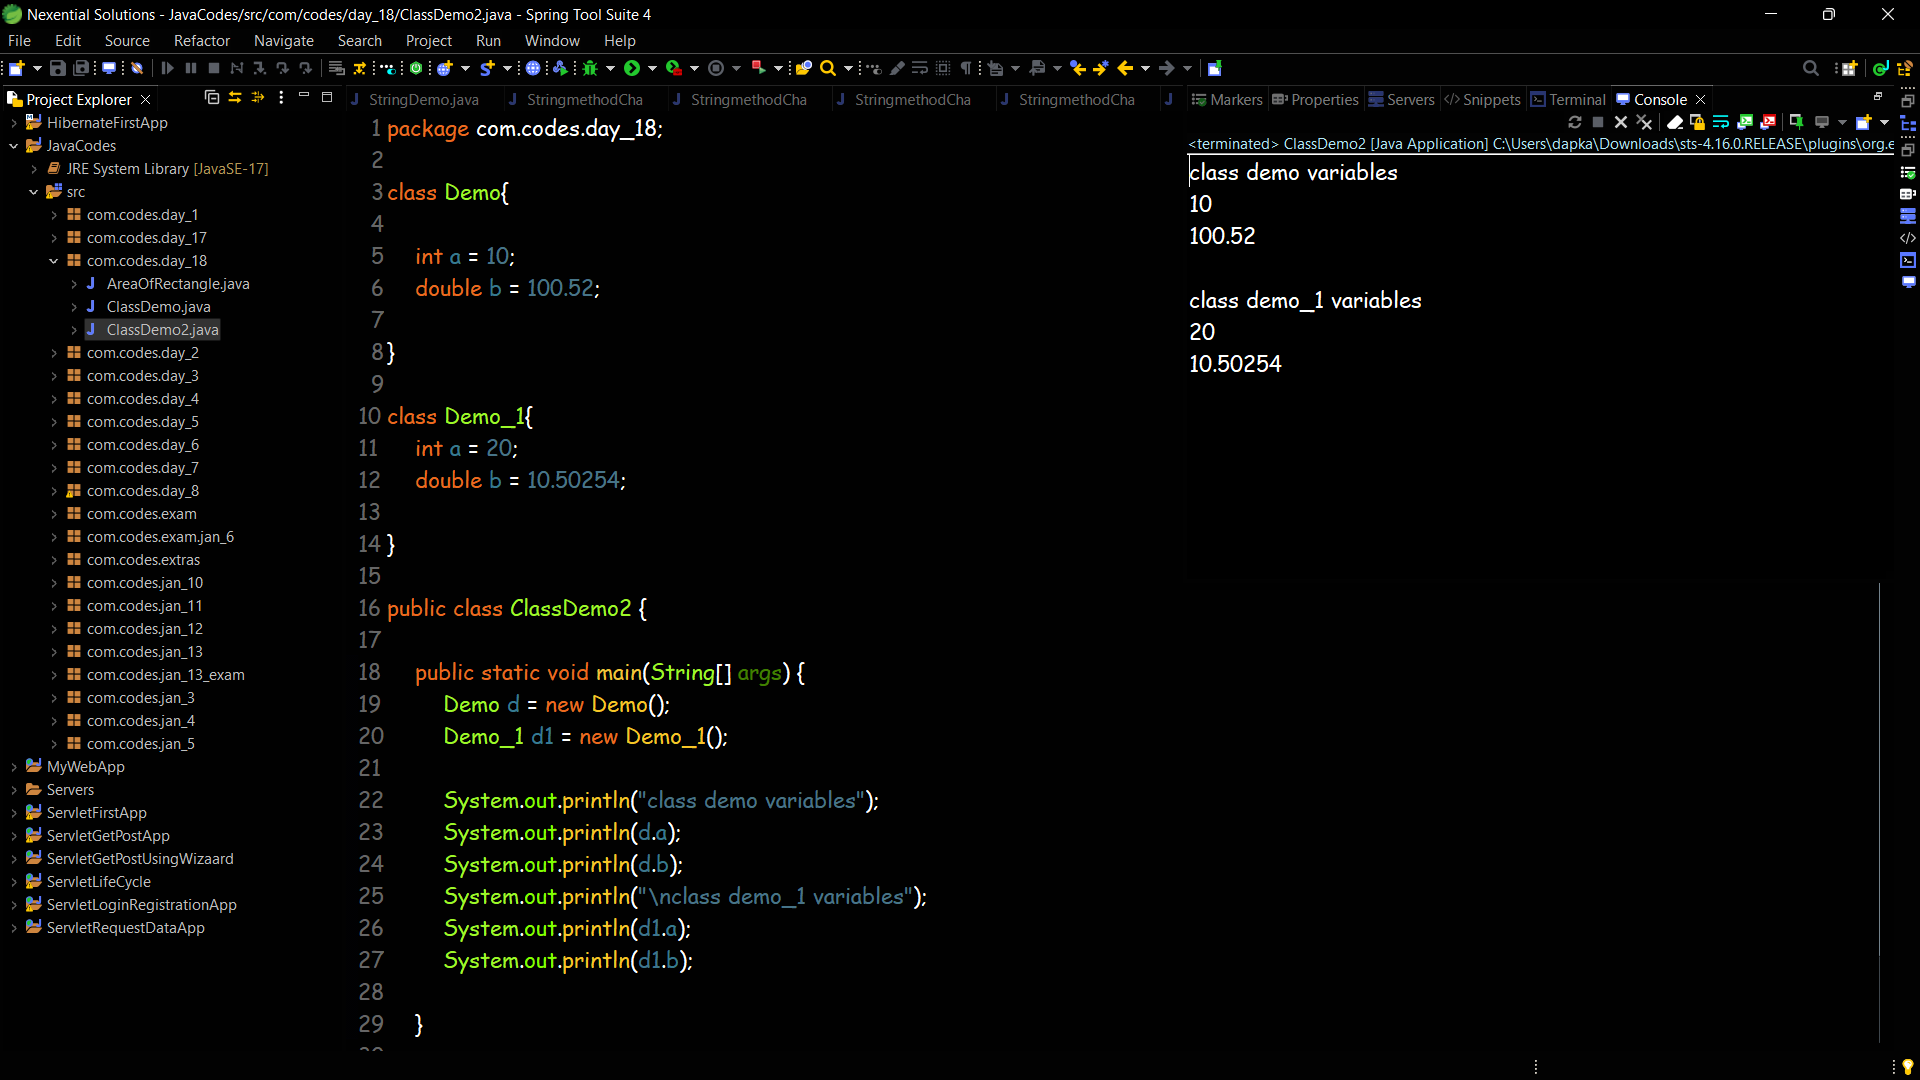 Nexential Solutions - JavaCodes/src/com/codes/day_18/ClassDemo2.java - Spring Tool Suite 4
File Edit Source Refactor Navigate Search Project Run Window Help
Project Explorer
HibernateFirstApp
JavaCodes
JRE System Library [JavaSE-17]
src
com.codes.day_1
com.codes.day_17
com.codes.day_18
AreaOfRectangle.java
ClassDemo.java
ClassDemo2.java
com.codes.day_2
com.codes.day_3
com.codes.day_4
com.codes.day_5
com.codes.day_6
com.codes.day_7
com.codes.day_8
com.codes.exam
com.codes.exam.jan_6
com.codes.extras
com.codes.jan_10
com.codes.jan_11
com.codes.jan_12
com.codes.jan_13
com.codes.jan_13_exam
com.codes.jan_3
com.codes.jan_4
com.codes.jan_5
MyWebApp
Servers
ServletFirstApp
ServletGetPostApp
ServletGetPostUsingWizaard
ServletLifeCycle
ServletLoginRegistrationApp
ServletRequestDataApp
StringDemo.java StringmethodCha StringmethodCha StringmethodCha StringmethodCha
1 package com.codes.day_18;
2
3 class Demo{
4
5 int a = 10;
6 double b = 100.52;
7
8 }
9
10 class Demo_1{
11 int a = 20;
12 double b = 10.50254;
13
14 }
15
16 public class ClassDemo2 {
17
18 public static void main(String[] args) {
19 Demo d = new Demo();
20 Demo_1 d1 = new Demo_1();
21
22 System.out.println("class demo variables");
23 System.out.println(d.a);
24 System.out.println(d.b);
25 System.out.println("\nclass demo_1 variables");
26 System.out.println(d1.a);
27 System.out.println(d1.b);
28
29 }
Markers Properties Servers Snippets Terminal Console
<terminated> ClassDemo2 [Java Application] C:\Users\dapka\Downloads\sts-4.16.0.RELEASE\plugins\org.e
class demo variables
10
100.52
class demo_1 variables
20
10.50254